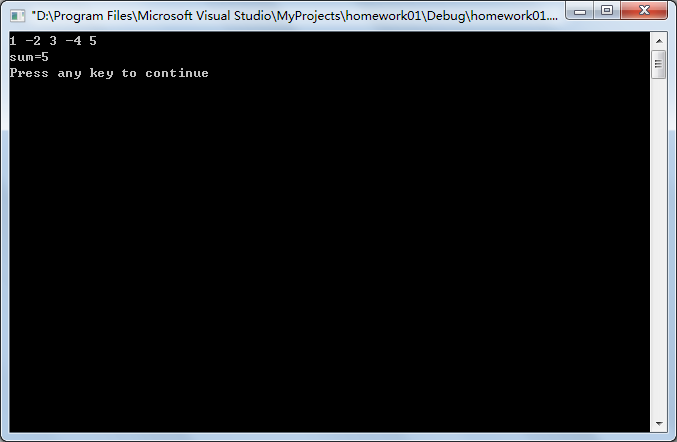 "D:\Program Files\Microsoft Visual Studio\MyProjects\homework01\Debug\homework01....
1 -2 3 -4 5
sum=5
Press any key to continue